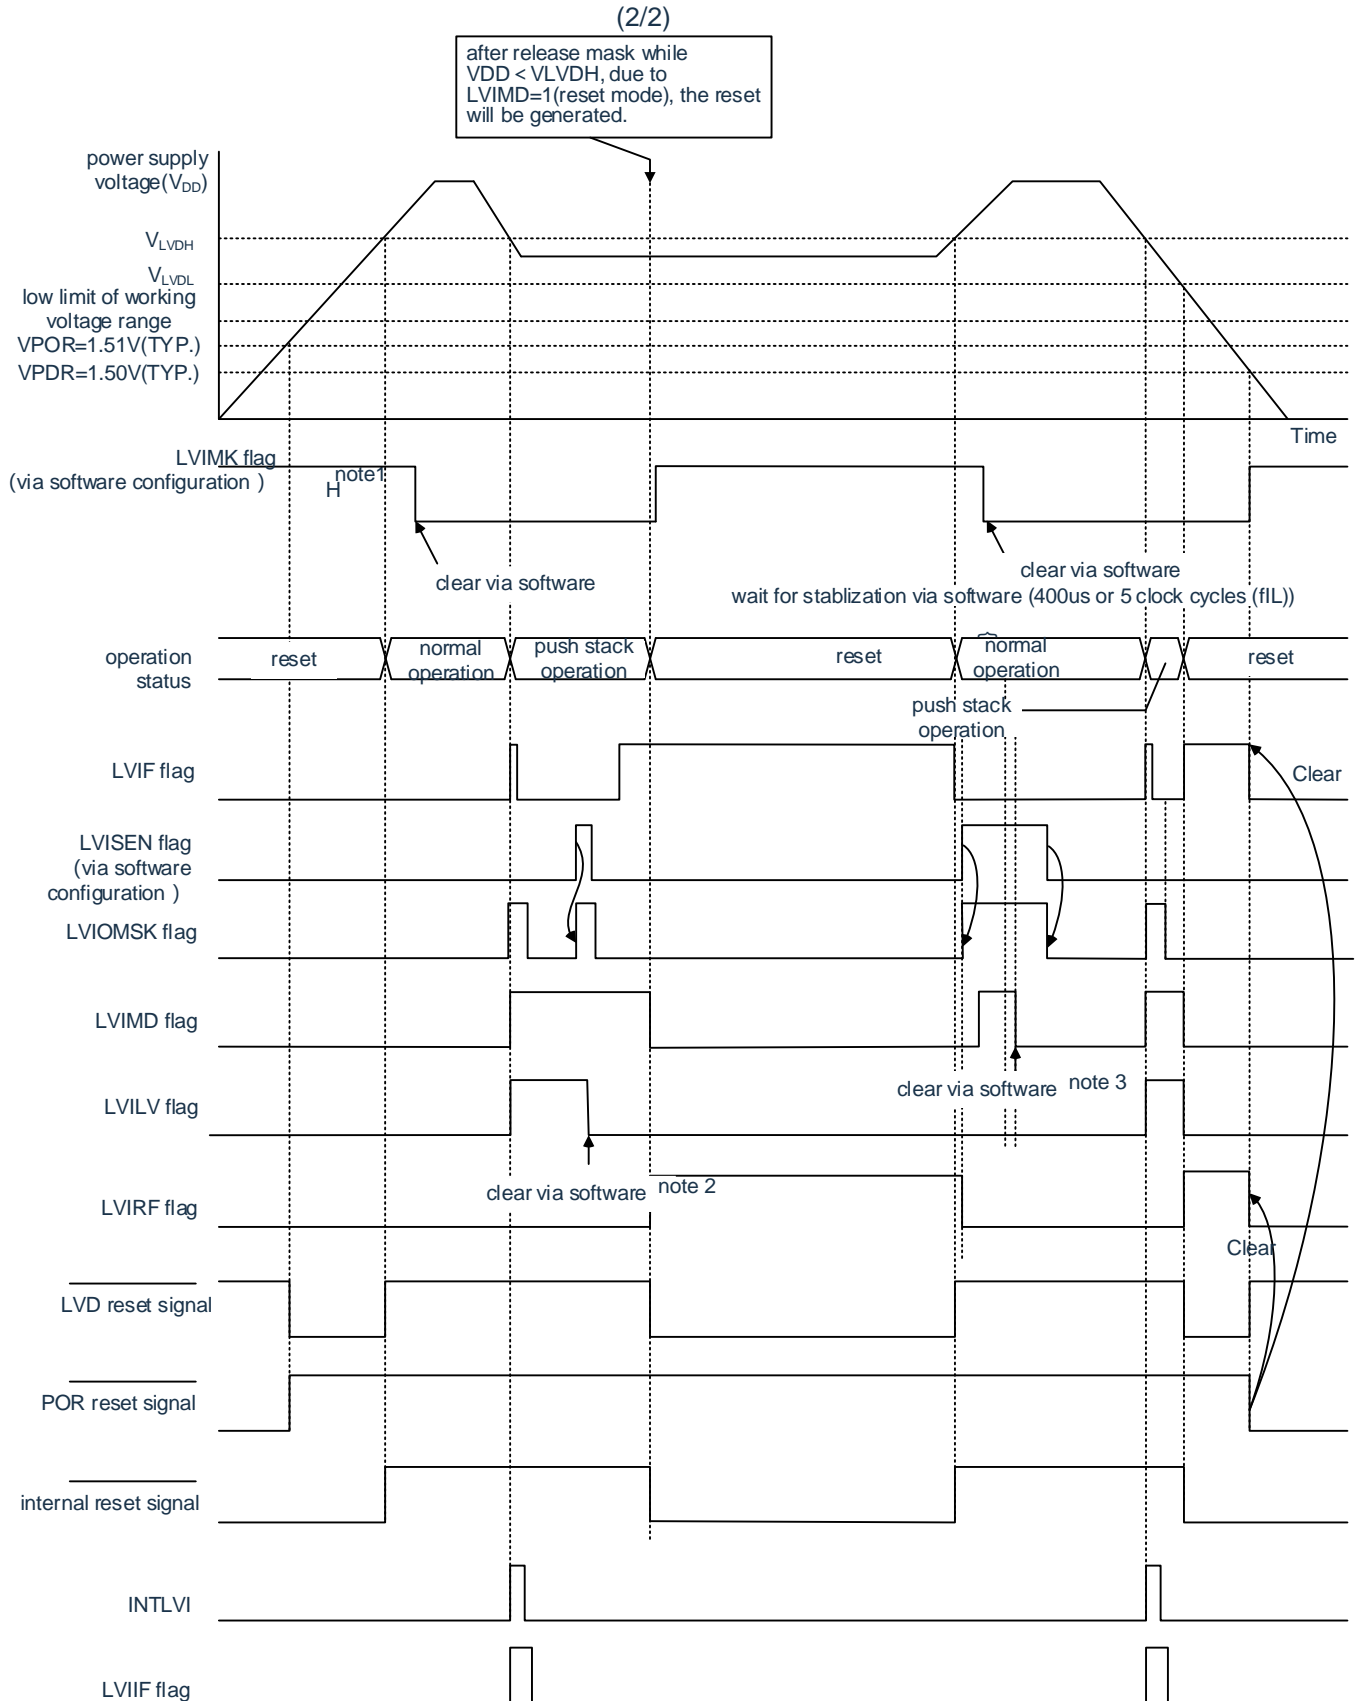 (2/2)
after release mask while
VDD < VLVDH, due to
LVIMD=1(reset mode), the reset
will be generated.
power supply
voltage(VDD)
VLVDH
VLVDL
low limit of working
voltage range
VPOR=1.51V(TYP.)
VPDR=1.50V(TYP.)
Time
LVIMK flag
(via software configuration )
H note1
clear via software
clear via software
wait for stablization via software (400us or 5 clock cycles (fIL))
operation
status
reset
normal
operation
push stack
operation
reset
normal
operation
reset
push stack
operation
LVIF flag
Clear
LVISEN flag
(via software
configuration )
LVIOMSK flag
LVIMD flag
clear via software note 3
LVILV flag
clear via software note 2
LVIRF flag
Clear
LVD reset signal
POR reset signal
internal reset signal
INTLVI
LVIIF flag